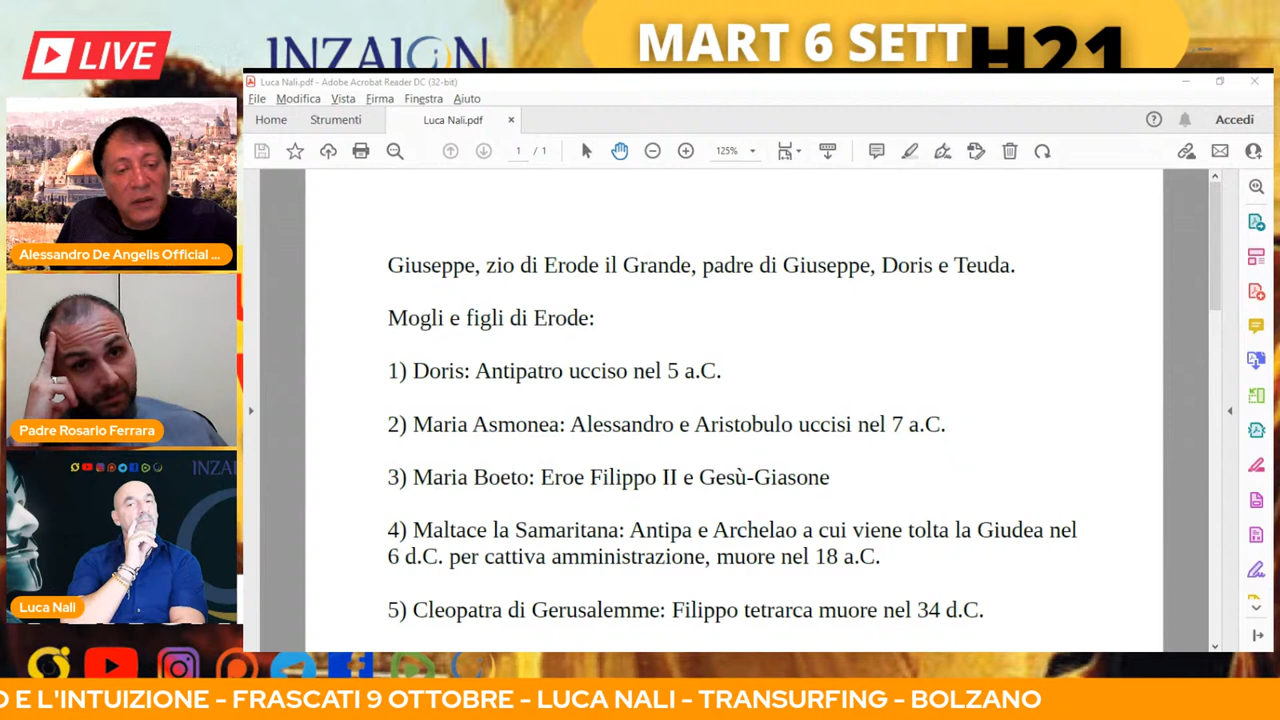 LIVE
INZAION
MART 6 SETT H21
Luca Nali.pdf - Adobe Acrobat Reader DC (32-bit)
File Modifica Vista Firma Finestra Aiuto
Home Strumenti Luca Nali.pdf × Accedi
1 / 1 125%
Giuseppe, zio di Erode il Grande, padre di Giuseppe, Doris e Teuda.
Mogli e figli di Erode:
1) Doris: Antipatro ucciso nel 5 a.C.
2) Maria Asmonea: Alessandro e Aristobulo uccisi nel 7 a.C.
3) Maria Boeto: Eroe Filippo II e Gesù-Giasone
4) Maltace la Samaritana: Antipa e Archelao a cui viene tolta la Giudea nel
6 d.C. per cattiva amministrazione, muore nel 18 a.C.
5) Cleopatra di Gerusalemme: Filippo tetrarca muore nel 34 d.C.
Alessandro De Angelis Official ...
Padre Rosario Ferrara
INZAI
Luca Nali
O E L'INTUIZIONE - FRASCATI 9 OTTOBRE - LUCA NALI - TRANSURFING - BOLZANO